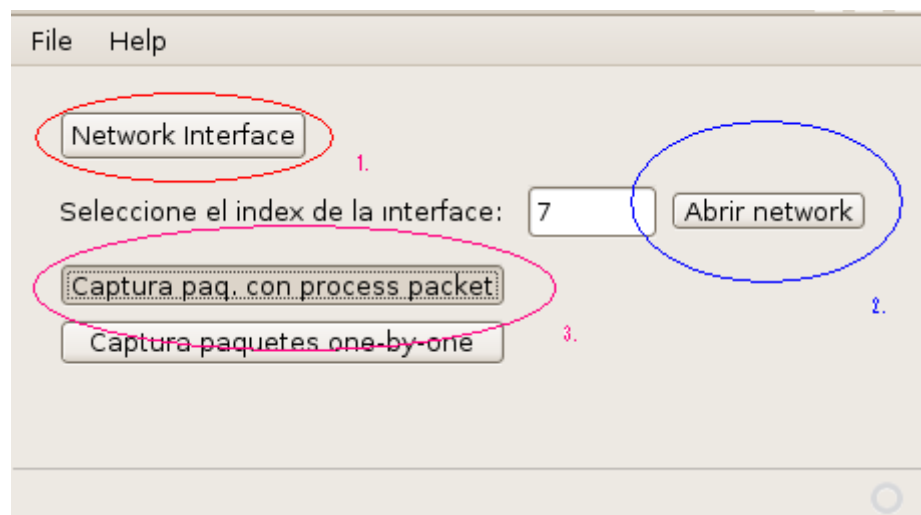 File Help
Network Interface
1.
Seleccione el index de la interface: 7 Abrir network
Captura paq. con process packet
2.
Captura paquetes one-by-one
3.